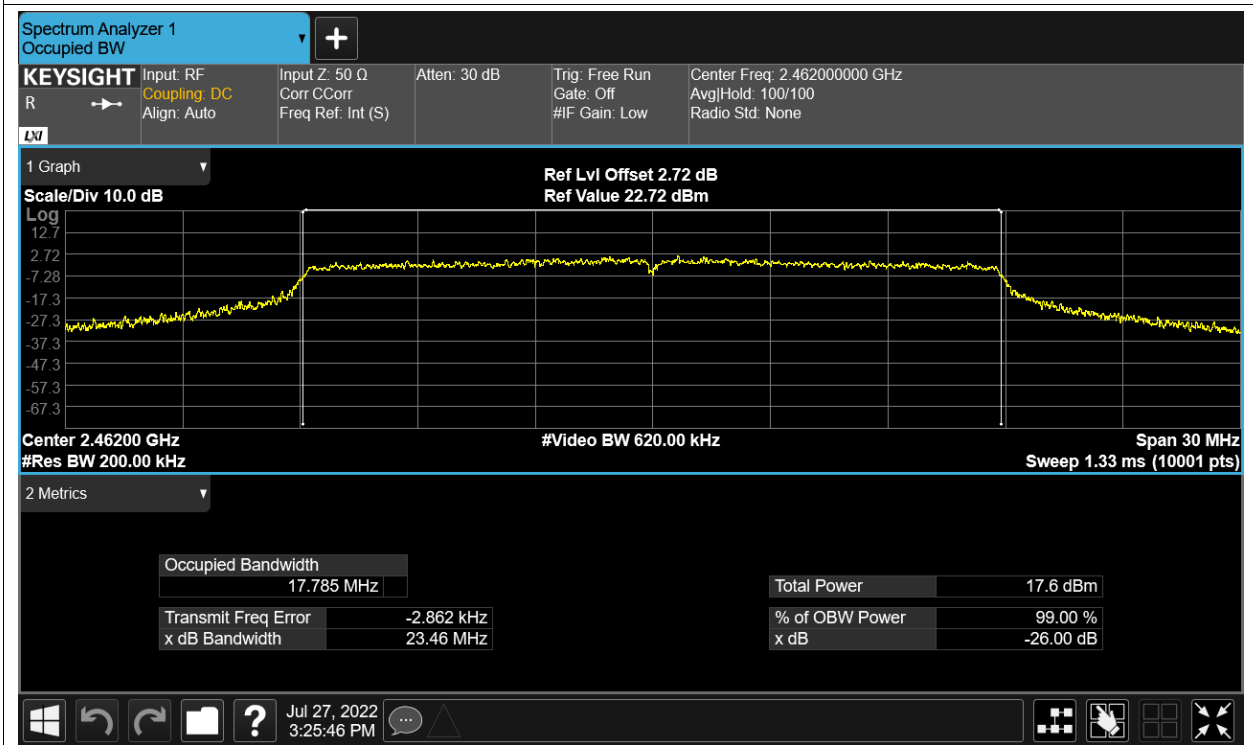 Spectrum Analyzer 1
Occupied BW
KEYSIGHT
R
LXI
Input: RF
Coupling: DC
Align: Auto
Input Z: 50 Ω
Corr CCorr
Freq Ref: Int (S)
Atten: 30 dB
Trig: Free Run
Gate: Off
#IF Gain: Low
Center Freq: 2.462000000 GHz
Avg|Hold: 100/100
Radio Std: None
1 Graph
Scale/Div 10.0 dB
Ref Lvl Offset 2.72 dB
Ref Value 22.72 dBm
Log
12.7
2.72
-7.28
-17.3
-27.3
-37.3
-47.3
-57.3
-67.3
Center 2.46200 GHz
#Res BW 200.00 kHz
#Video BW 620.00 kHz
Span 30 MHz
Sweep 1.33 ms (10001 pts)
2 Metrics
Occupied Bandwidth
17.785 MHz
Transmit Freq Error -2.862 kHz
x dB Bandwidth 23.46 MHz
Total Power 17.6 dBm
% of OBW Power 99.00 %
x dB -26.00 dB
?
Jul 27, 2022
3:25:46 PM